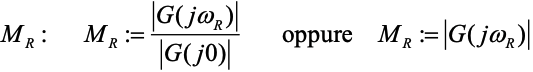 M_R :   M_R := |G(jω_R)| / |G(j0)|   oppure   M_R := |G(jω_R)|